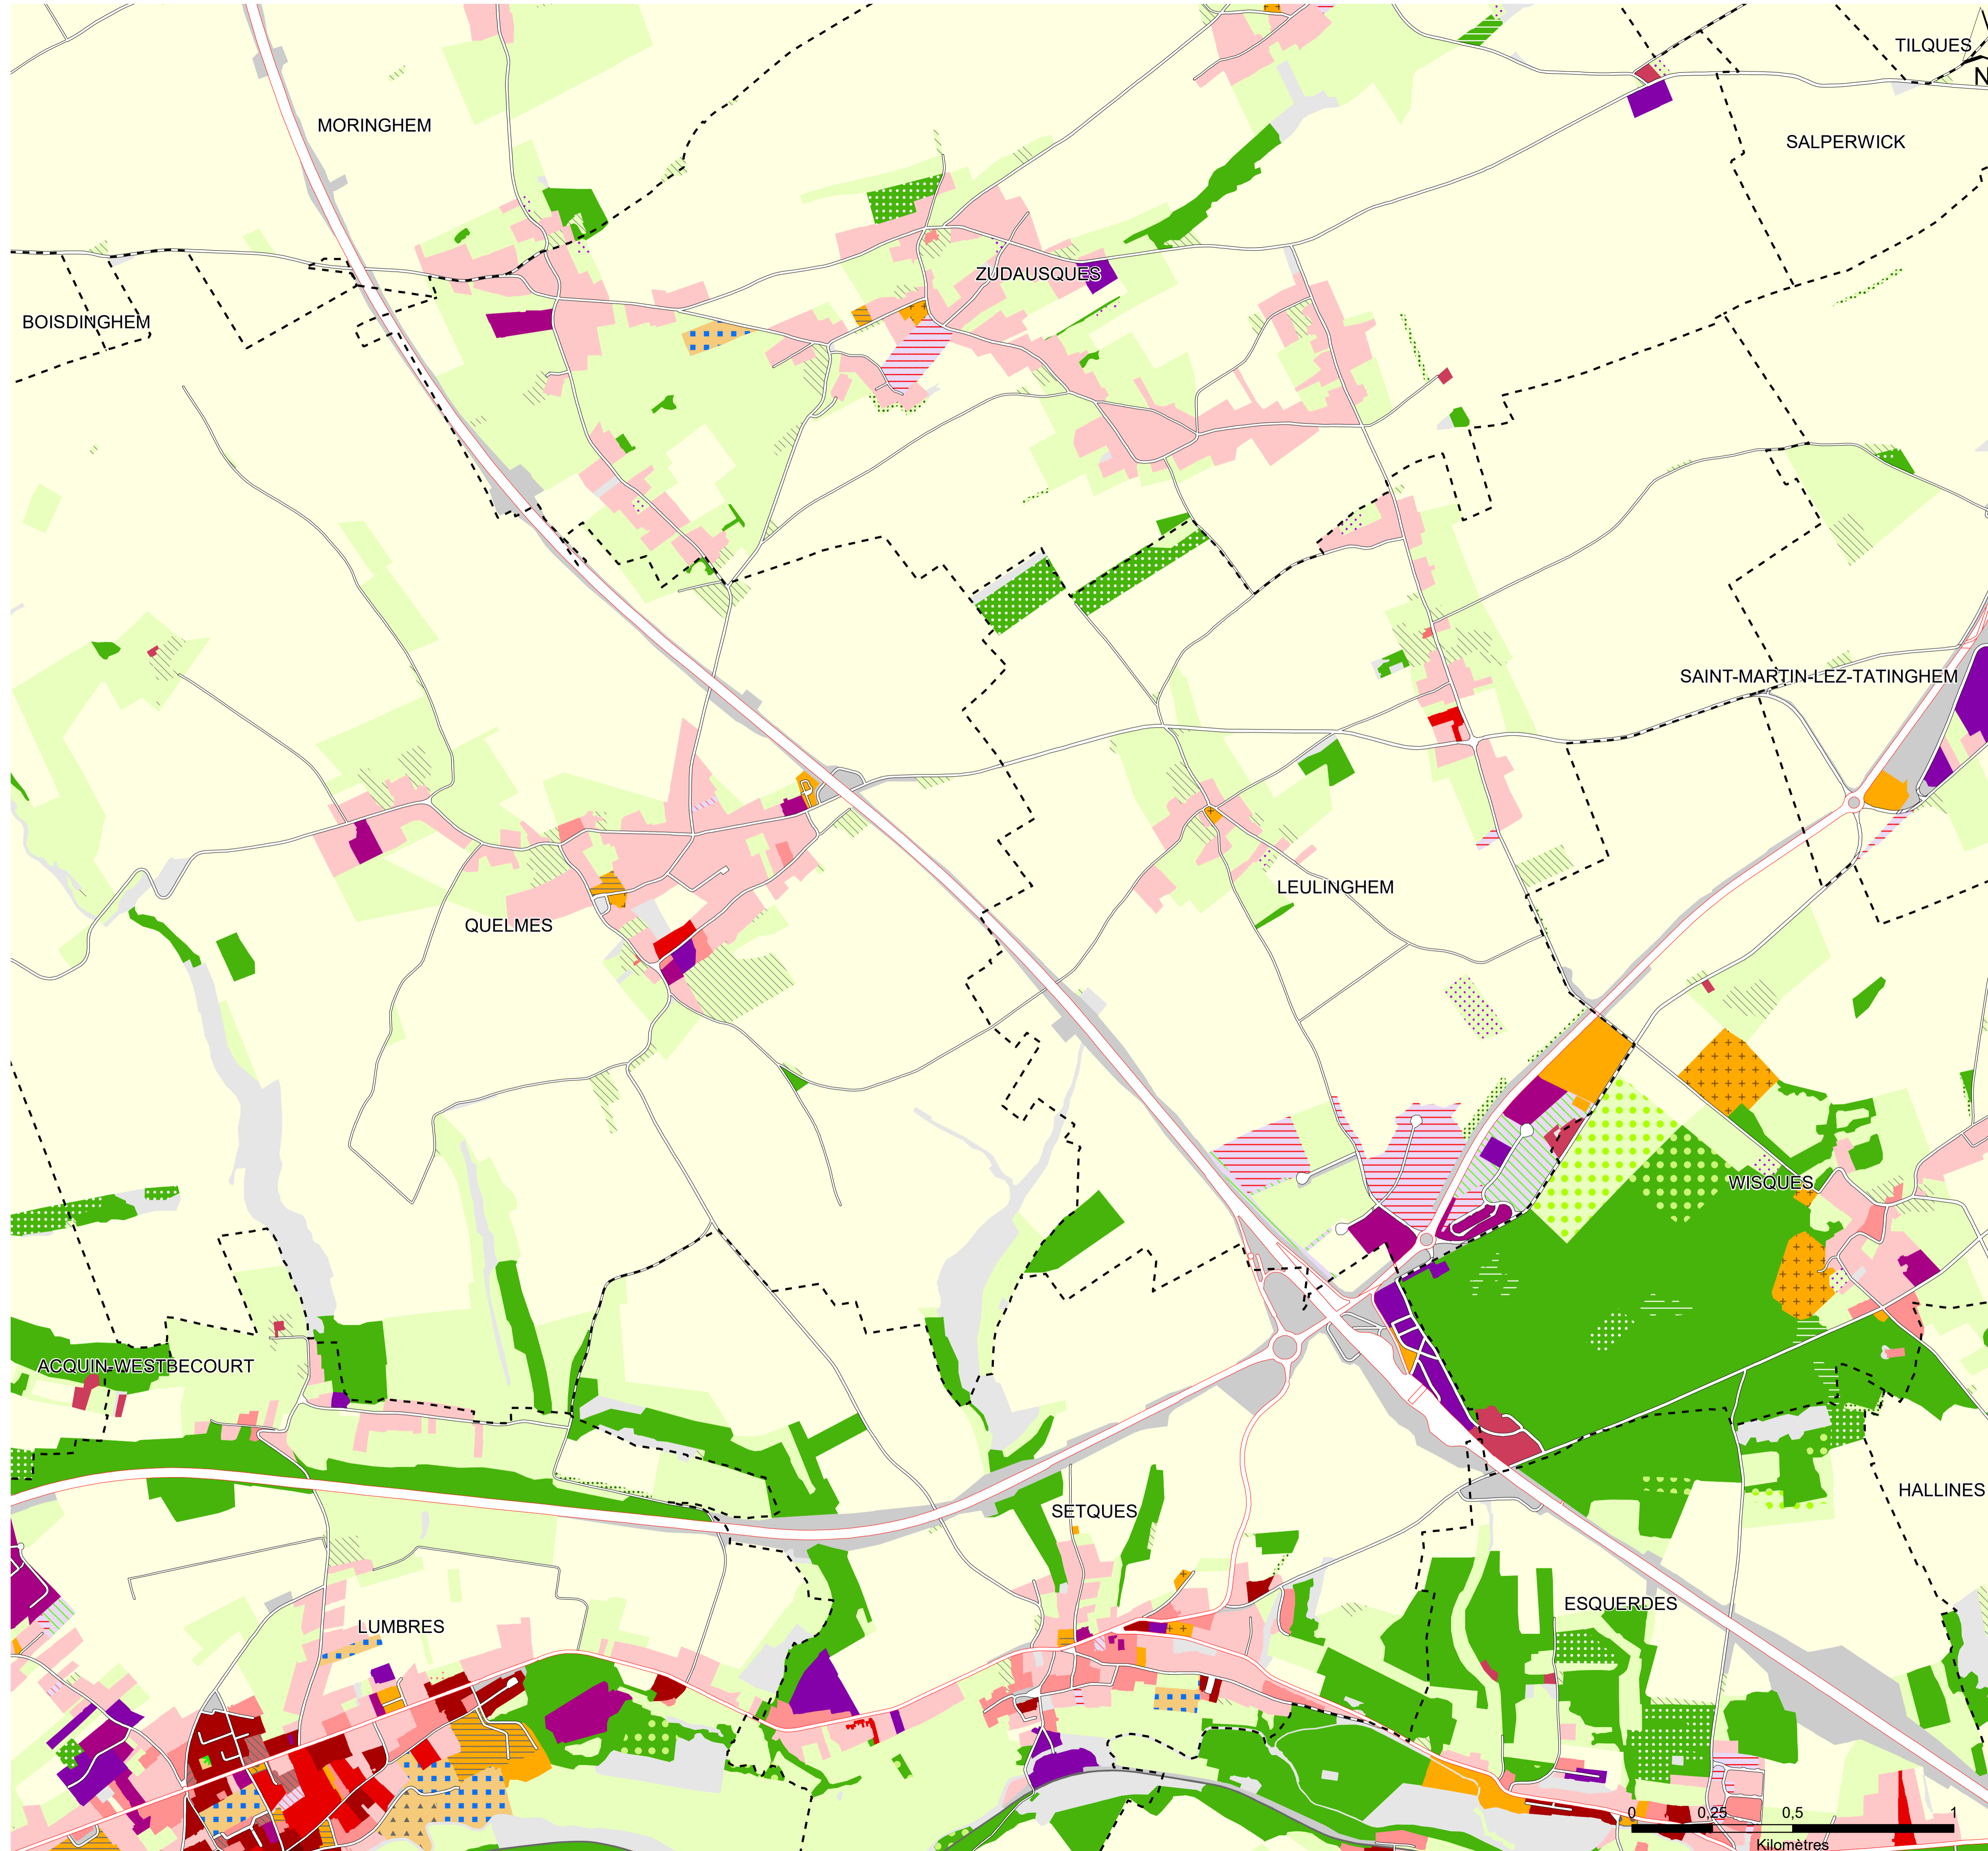 TILQUES
N
MORINGHEM
SALPERWICK
ZUDAUSQUES
BOISDINGHEM
SAINT-MARTIN-LEZ-TATINGHEM
LEULINGHEM
QUELMES
WISQUES
ACQUIN-WESTBECOURT
HALLINES
SETQUES
ESQUERDES
LUMBRES
0 0,25 0,5 1
Kilomètres